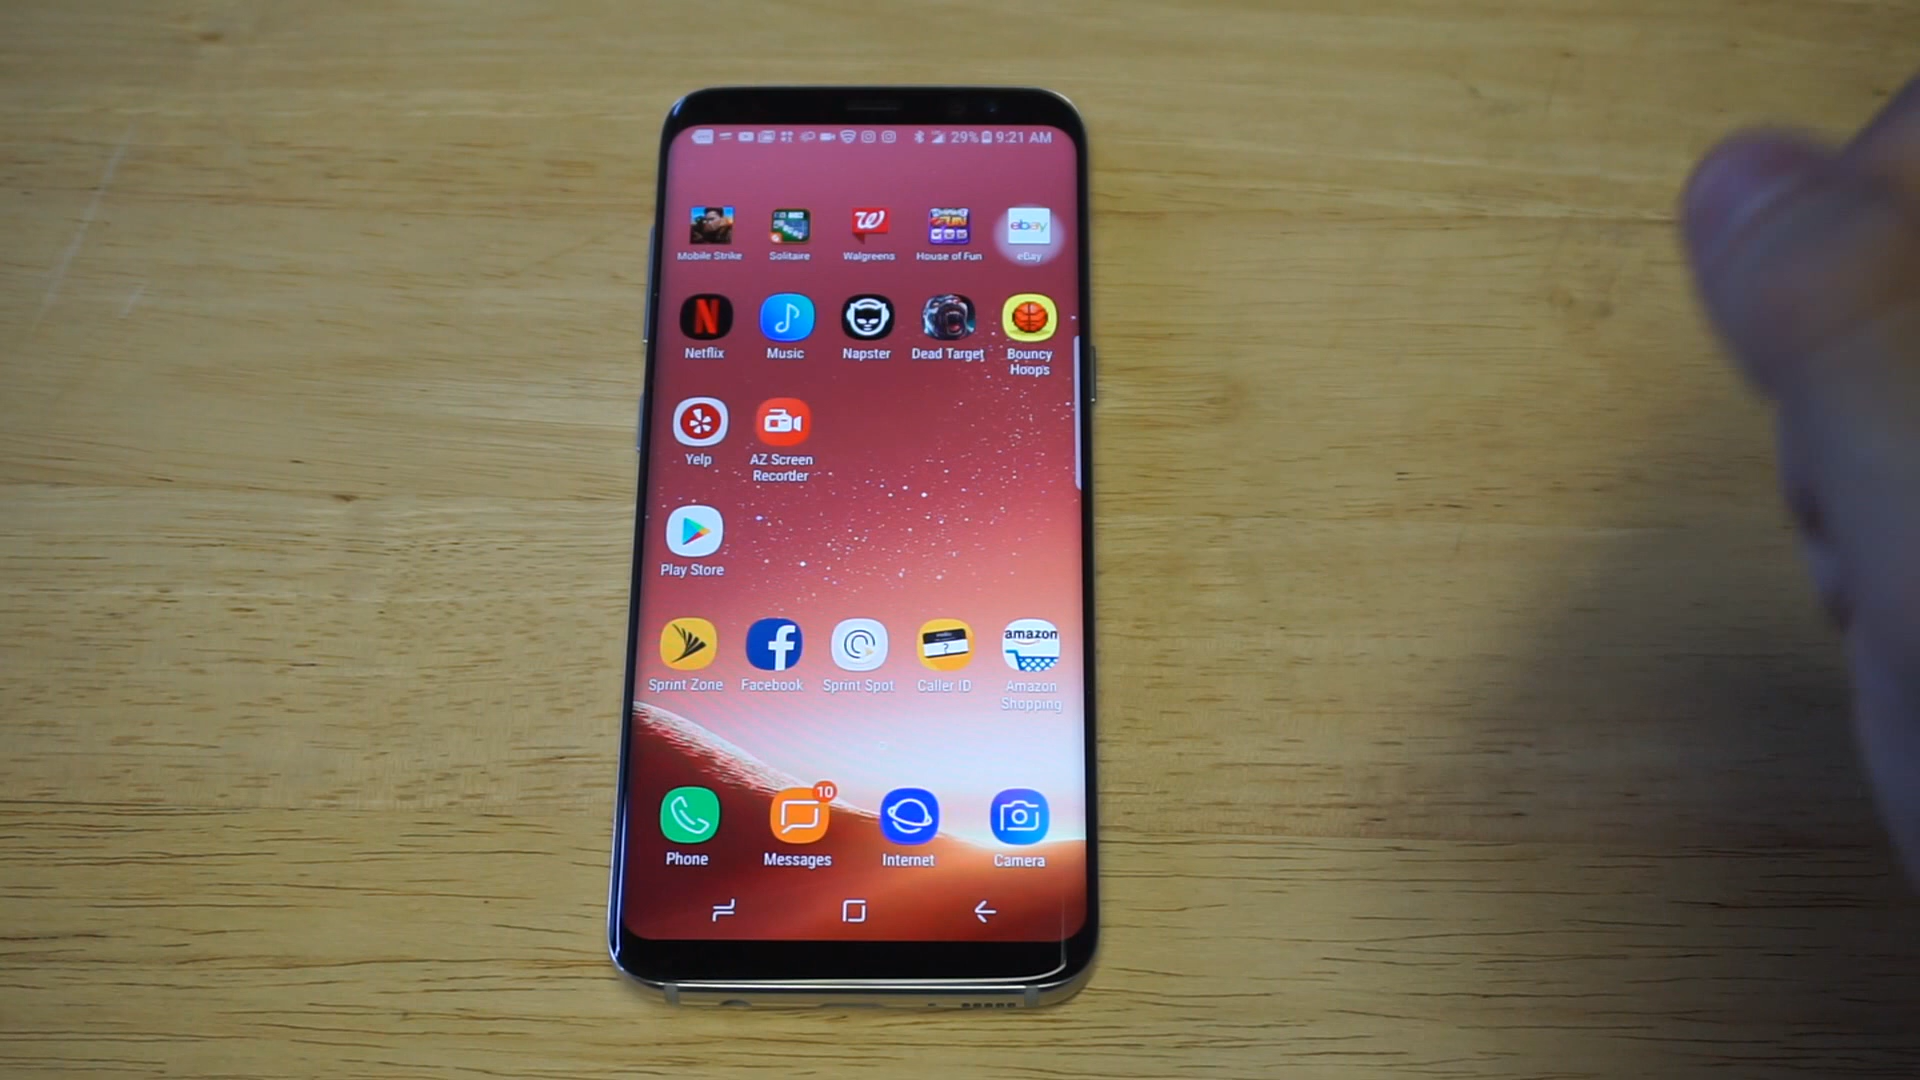 29% 9:21 AM
ebay
Mobile Strike Solitaire Walgreens House of Fun eBay
Netflix Music Napster Dead Target Bouncy Hoops
Yelp AZ Screen Recorder
Play Store
amazon
Sprint Zone Facebook Sprint Spot Caller ID Amazon Shopping
10
Phone Messages Internet Camera